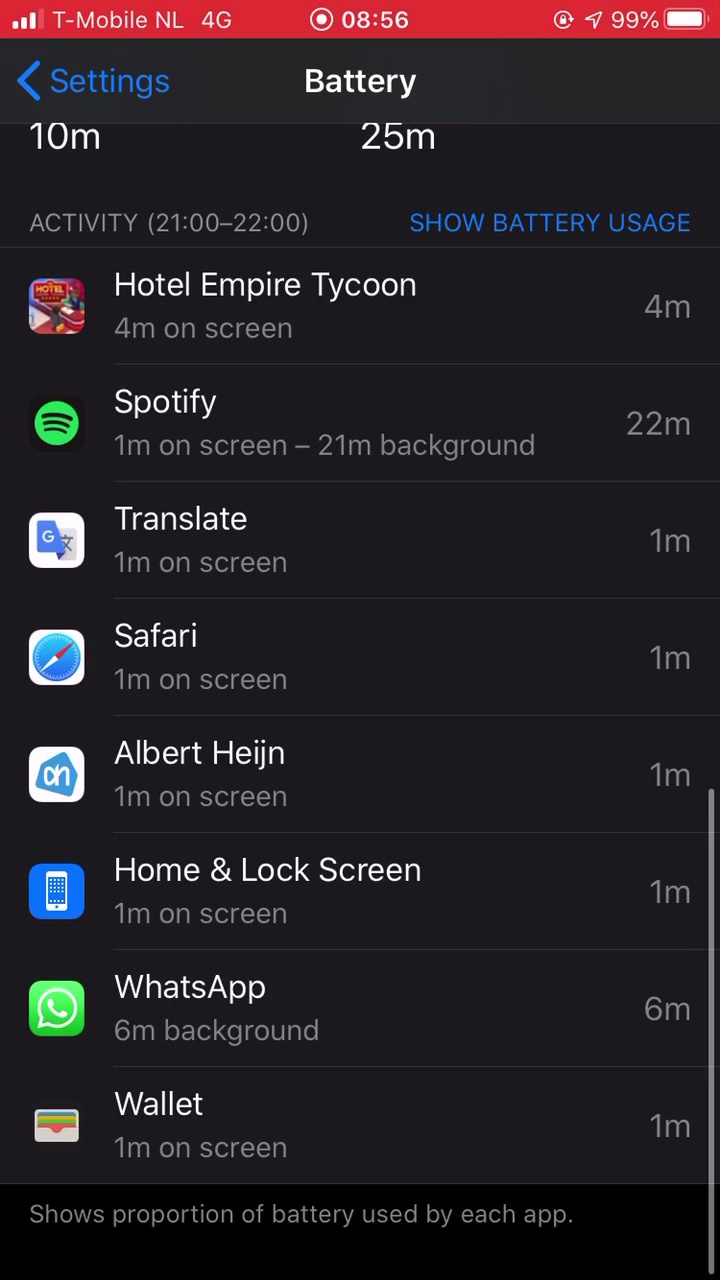 T-Mobile NL 4G 08:56 99%
Settings Battery
10m 25m
ACTIVITY (21:00–22:00) SHOW BATTERY USAGE
HOTEL
Hotel Empire Tycoon
4m on screen
4m
Spotify
1m on screen – 21m background
22m
G 文
Translate
1m on screen
1m
Safari
1m on screen
1m
ah
Albert Heijn
1m on screen
1m
Home & Lock Screen
1m on screen
1m
WhatsApp
6m background
6m
Wallet
1m on screen
1m
Shows proportion of battery used by each app.